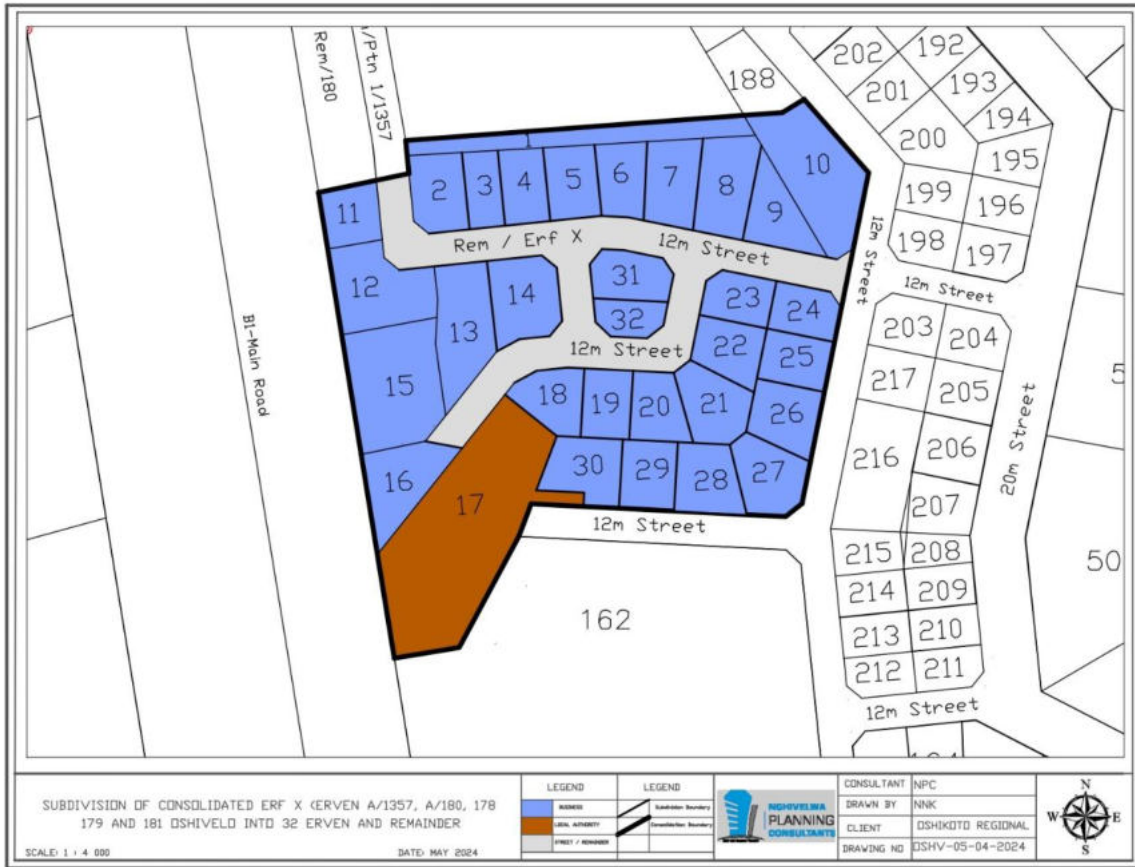 202
192
188
201
193
194
200
195
199
196
198
197
Rem/180
/Ptn 1/1357
10
2
3
4
5
6
7
8
9
11
Rem / Erf X
12m Street
12m Street
12m Street
31
12
14
23
24
203
204
13
32
12m Street
22
25
217
205
B1-Main Road
15
18
19
20
21
26
20m Street
216
206
16
30
29
28
27
17
207
12m Street
215
208
50
214
209
162
213
210
212
211
12m Street
SUBDIVISION OF CONSOLIDATED ERF X (ERVEN A/1357, A/180, 178
179 AND 181 OSHIVELO INTO 32 ERVEN AND REMAINDER
SCALE: 1 : 4 000
DATE: MAY 2024
LEGEND
BUSINESS
LOCAL AUTHORITY
STREET / REMAINDER
LEGEND
Subdivision Boundary
Consolidation Boundary
NGHIVELWA
PLANNING
CONSULTANTS
CONSULTANT NPC
DRAWN BY NNK
CLIENT OSHIKOTO REGIONAL
DRAWING NO OSHV-05-04-2024
N
W E
S